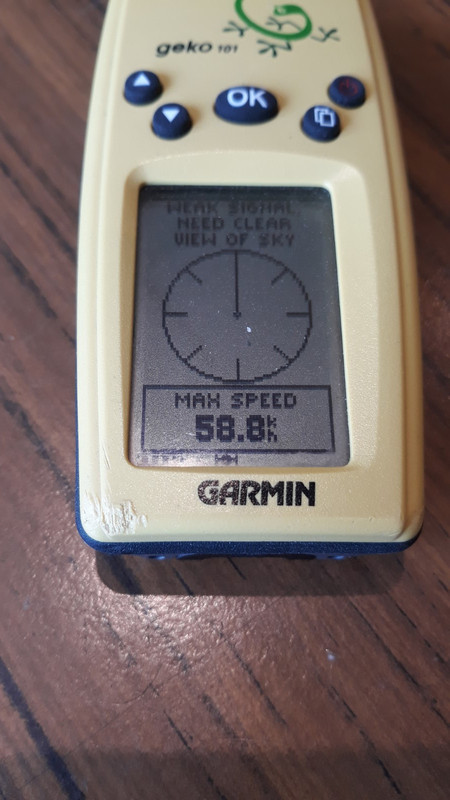 geko 101
OK
WEAK SIGNAL,
NEED CLEAR
VIEW OF SKY
MAX SPEED
58.8 k/h
GARMIN